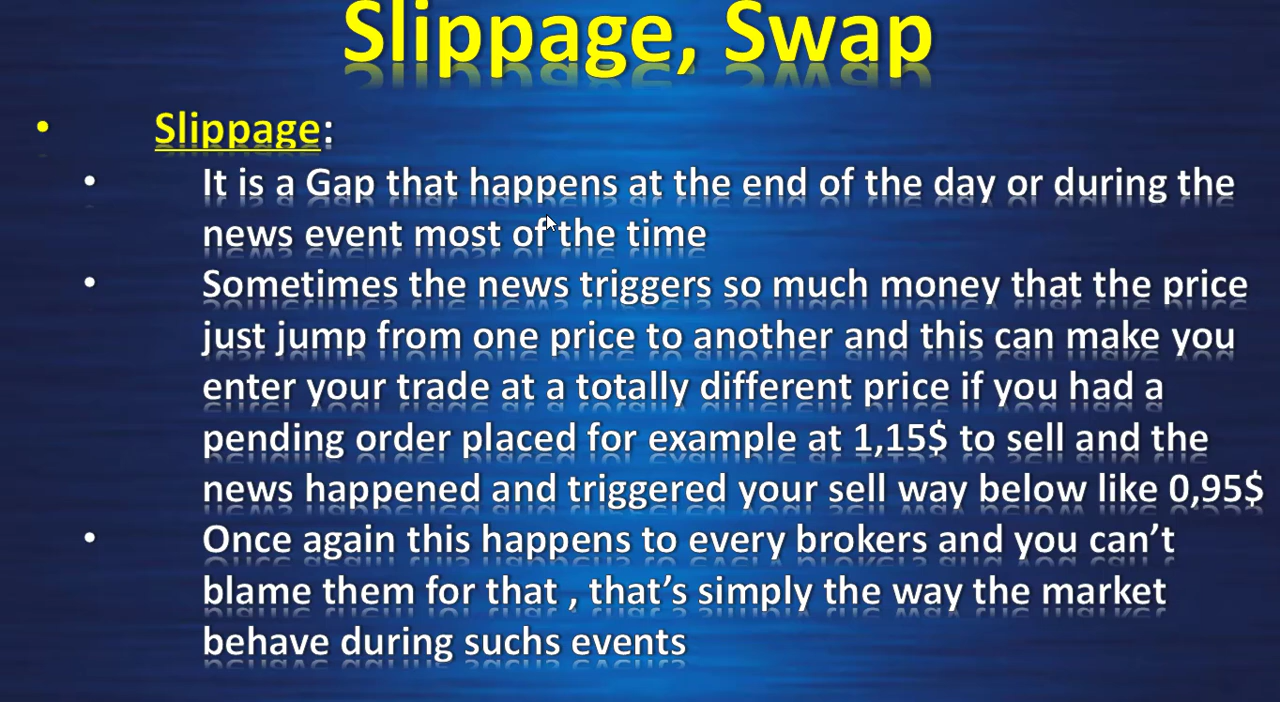 Slippage, Swap
• Slippage:
• It is a Gap that happens at the end of the day or during the
news event most of the time
• Sometimes the news triggers so much money that the price
just jump from one price to another and this can make you
enter your trade at a totally different price if you had a
pending order placed for example at 1,15$ to sell and the
news happened and triggered your sell way below like 0,95$
• Once again this happens to every brokers and you can’t
blame them for that , that’s simply the way the market
behave during suchs events